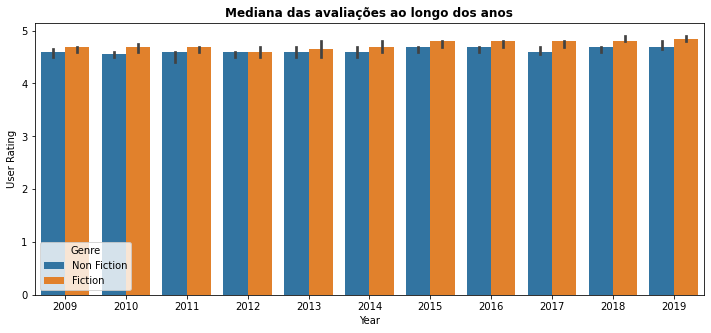 Mediana das avaliações ao longo dos anos
User Rating
5
4
3
2
1
0
Genre
Non Fiction
Fiction
2009 2010 2011 2012 2013 2014 2015 2016 2017 2018 2019
Year